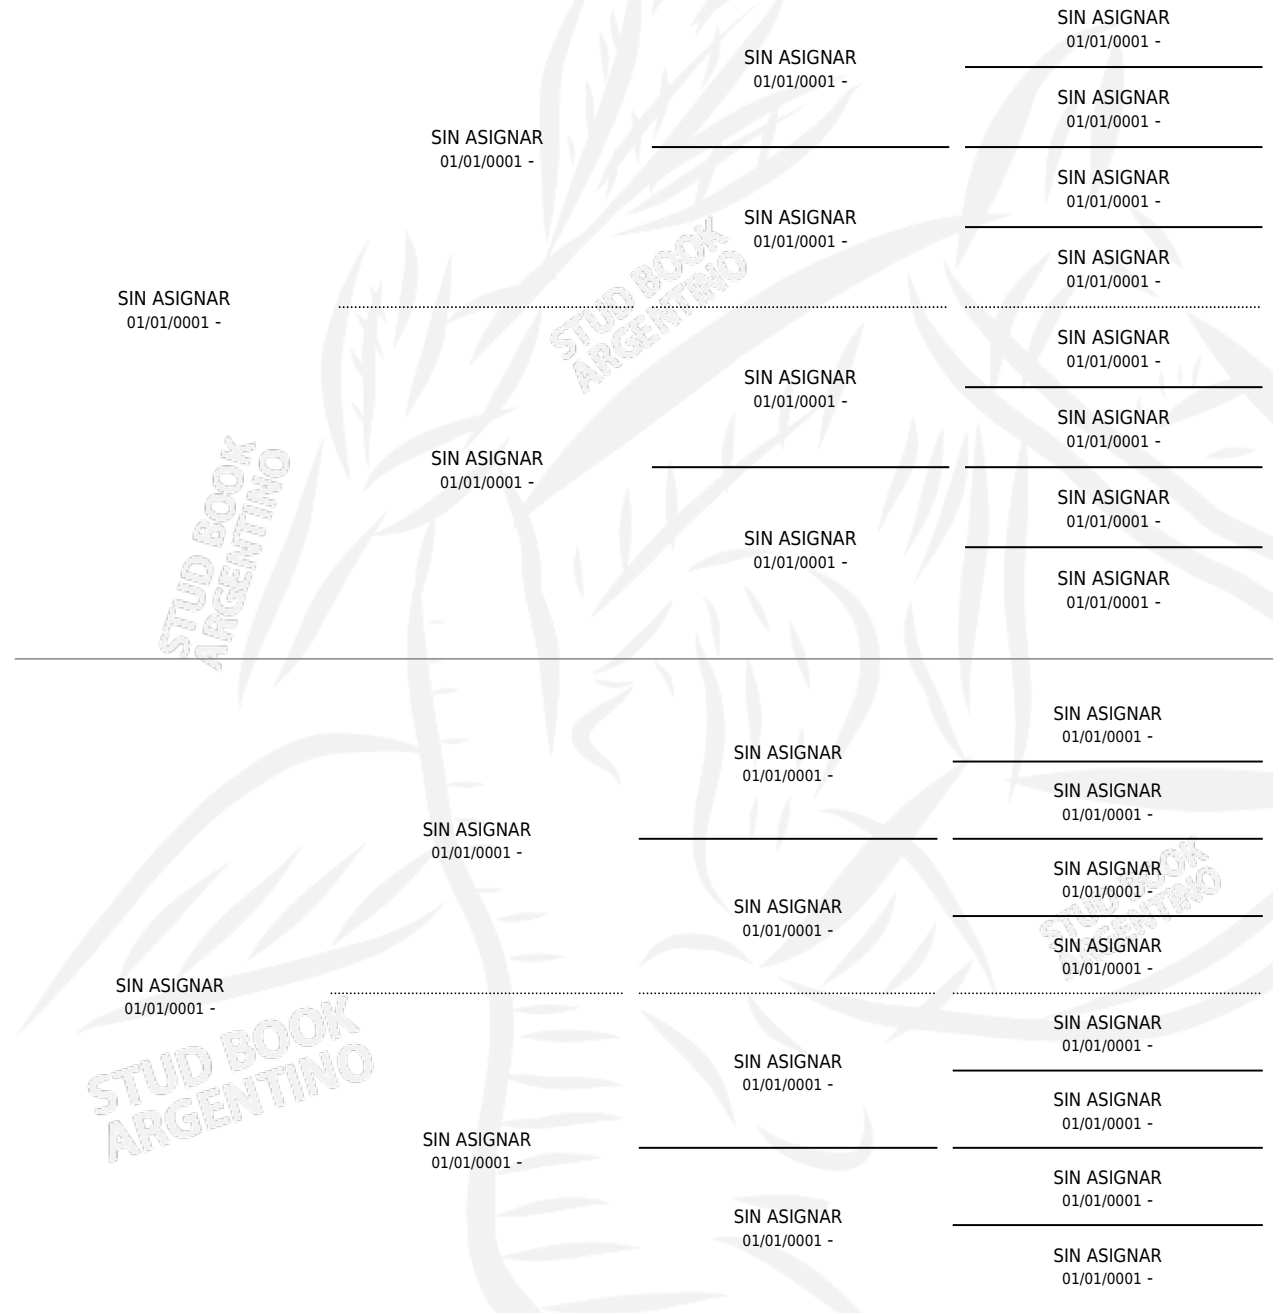 SIN ASIGNAR
01/01/0001 -
SIN ASIGNAR
01/01/0001 -
SIN ASIGNAR
01/01/0001 -
SIN ASIGNAR
01/01/0001 -
SIN ASIGNAR
01/01/0001 -
SIN ASIGNAR
01/01/0001 -
SIN ASIGNAR
01/01/0001 -
SIN ASIGNAR
01/01/0001 -
SIN ASIGNAR
01/01/0001 -
SIN ASIGNAR
01/01/0001 -
SIN ASIGNAR
01/01/0001 -
SIN ASIGNAR
01/01/0001 -
SIN ASIGNAR
01/01/0001 -
SIN ASIGNAR
01/01/0001 -
SIN ASIGNAR
01/01/0001 -
STUD BOOK
ARGENTINO
STUD BOOK
ARGENTINO
SIN ASIGNAR
01/01/0001 -
SIN ASIGNAR
01/01/0001 -
SIN ASIGNAR
01/01/0001 -
SIN ASIGNAR
01/01/0001 -
SIN ASIGNAR
01/01/0001 -
SIN ASIGNAR
01/01/0001 -
SIN ASIGNAR
01/01/0001 -
SIN ASIGNAR
01/01/0001 -
SIN ASIGNAR
01/01/0001 -
SIN ASIGNAR
01/01/0001 -
SIN ASIGNAR
01/01/0001 -
SIN ASIGNAR
01/01/0001 -
SIN ASIGNAR
01/01/0001 -
SIN ASIGNAR
01/01/0001 -
SIN ASIGNAR
01/01/0001 -
STUD BOOK
ARGENTINO
STUD BOOK
ARGENTINO